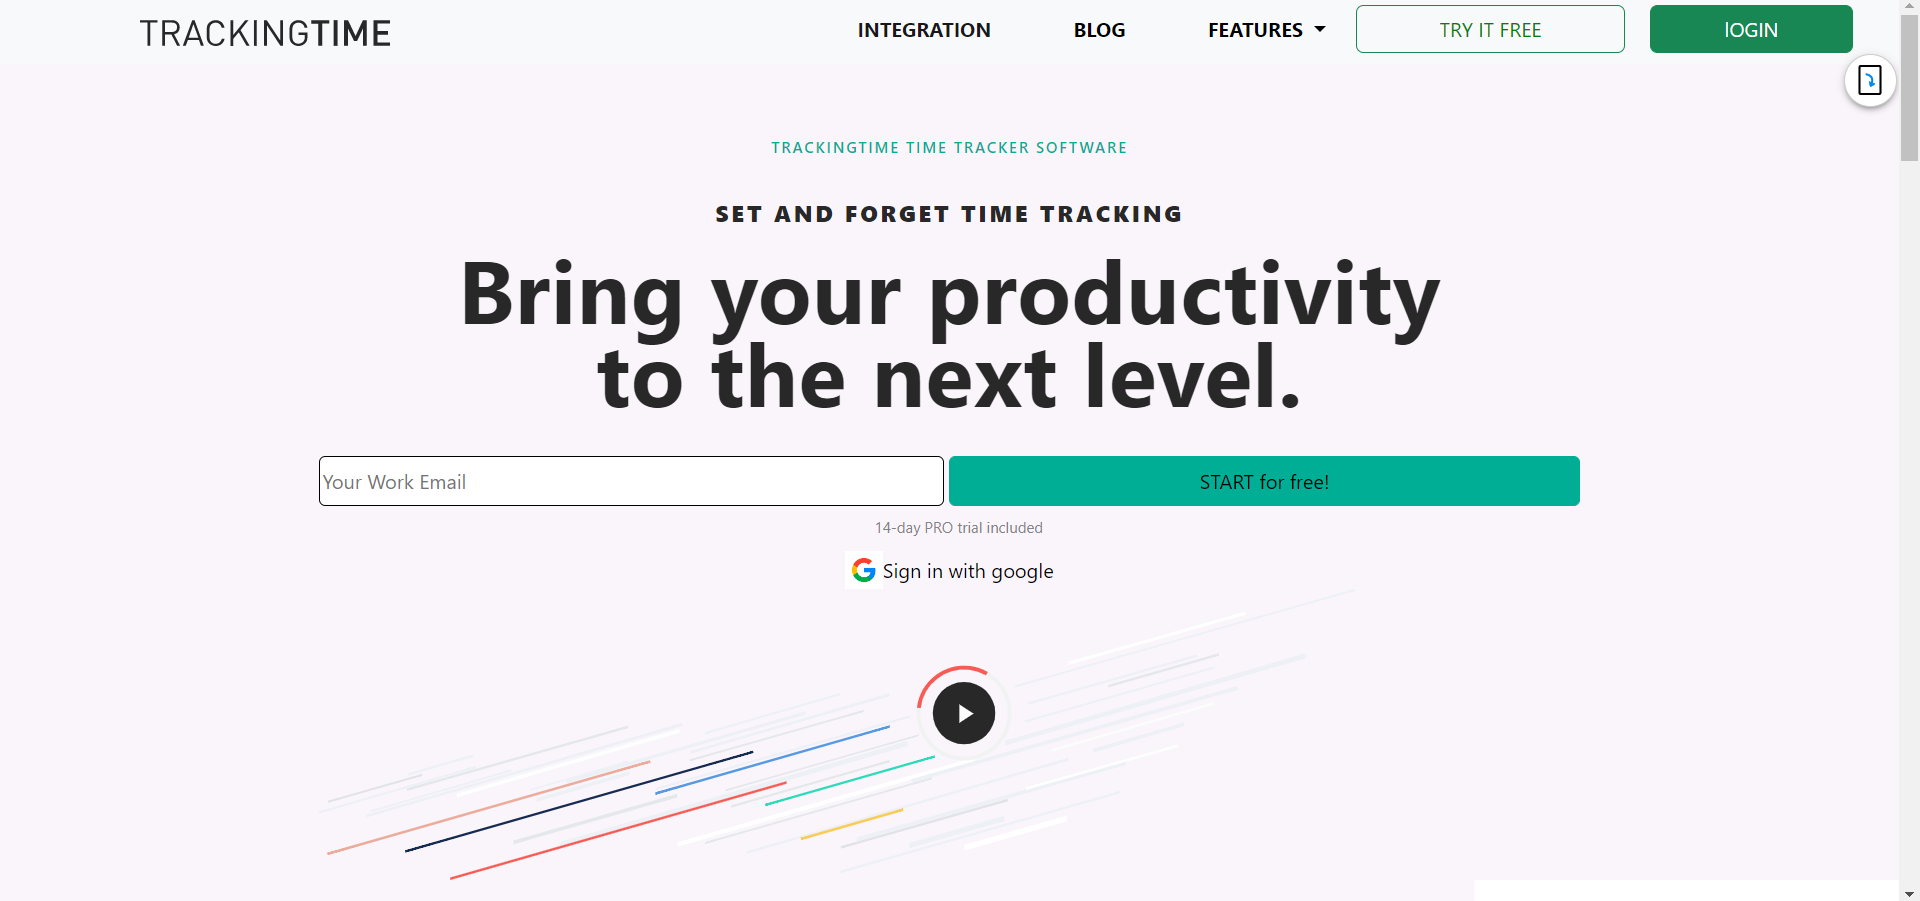 TRACKINGTIME
INTEGRATION
BLOG
FEATURES
TRY IT FREE
lOGIN
TRACKINGTIME TIME TRACKER SOFTWARE
SET AND FORGET TIME TRACKING
Bring your productivity
to the next level.
Your Work Email
START for free!
14-day PRO trial included
Sign in with google